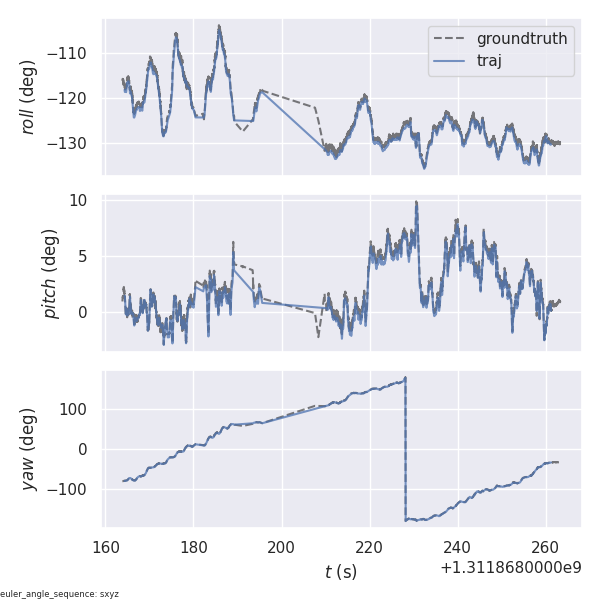 groundtruth
traj
roll (deg)
−110
−120
−130
pitch (deg)
10
5
0
yaw (deg)
100
0
−100
160
180
200
220
240
260
t (s)
+1.3118680000e9
euler_angle_sequence: sxyz